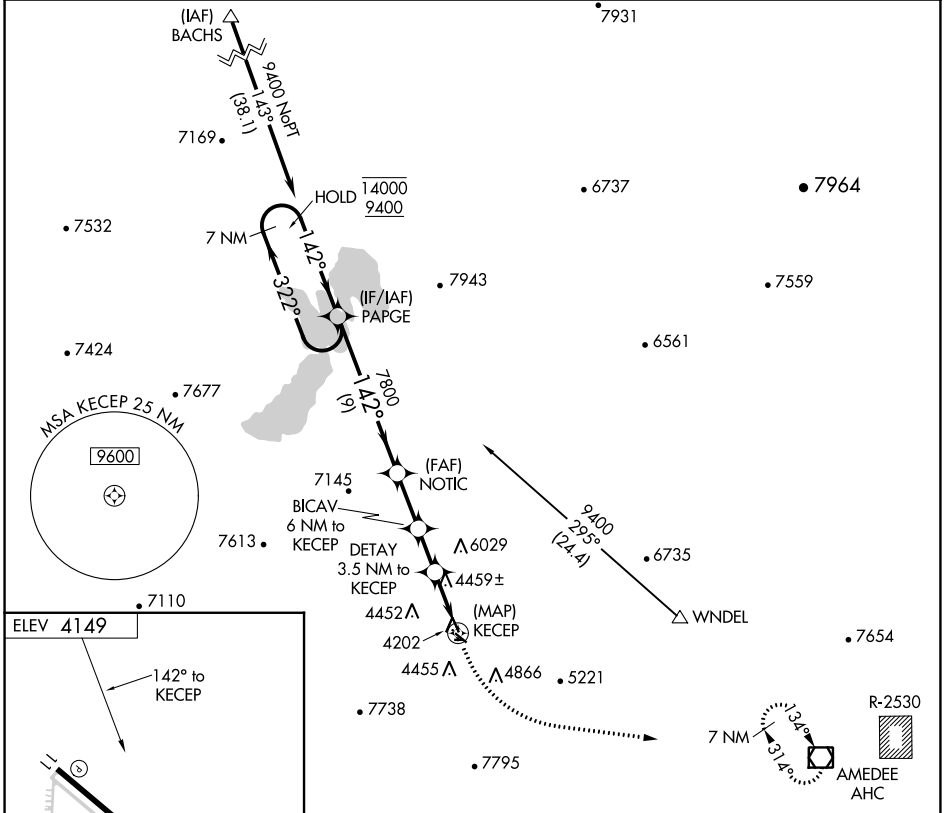 (IAF)
BACHS
7931
9400 NoPT
143°
(38.1)
7169
HOLD 14000
9400
6737
7964
7532
7 NM
142°
322°
7943
7559
(IF/IAF)
PAPGE
7424
6561
7800
142°
(9)
7677
MSA KECEP 25 NM
9600
(FAF)
NOTIC
7145
BICAV
6 NM to
KECEP
9400
295°
(24.4)
7613
6029
DETAY
3.5 NM to
KECEP
4459±
6735
7110
4452
(MAP)
KECEP
WNDEL
4202
7654
4455
4866
5221
ELEV 4149
142° to
KECEP
7738
R-2530
7 NM
134°
314°
7795
AMEDEE
AHC
P